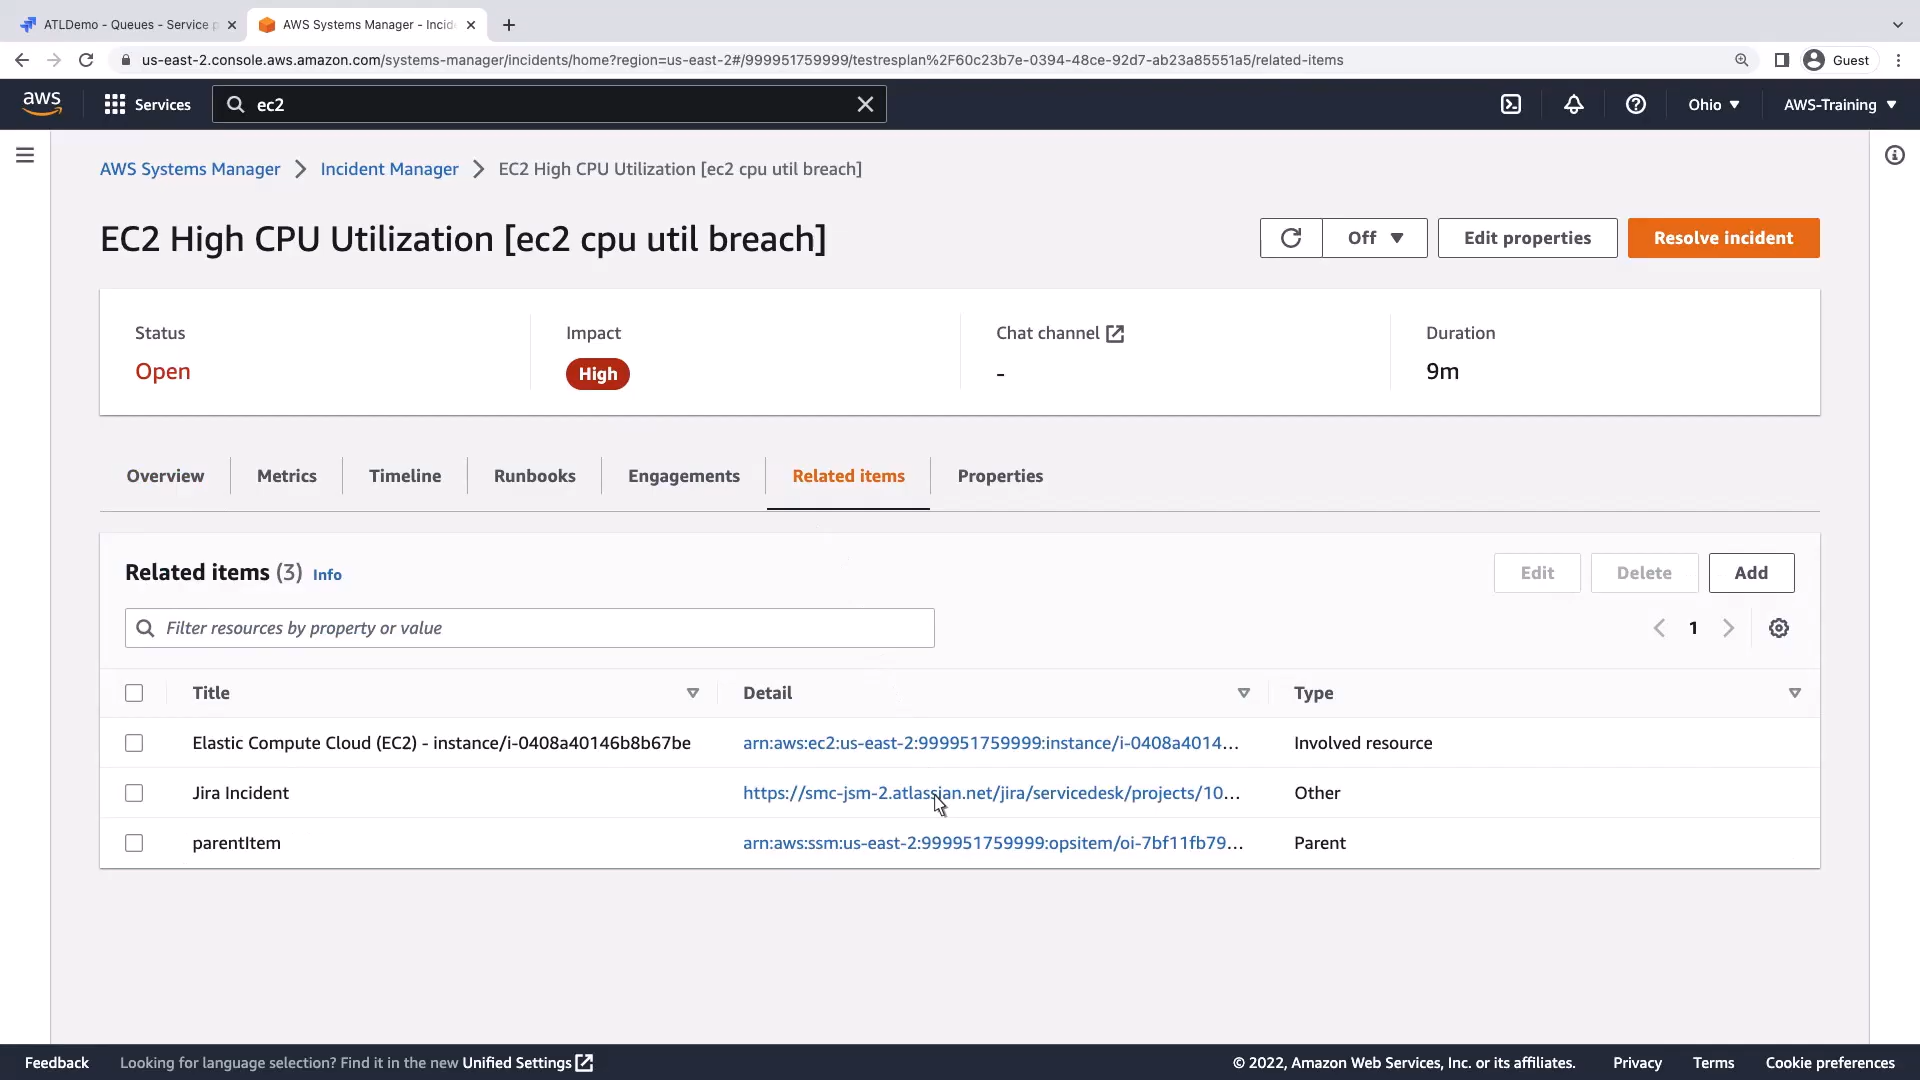 ATLDemo - Queues - Service p
AWS Systems Manager - Incid
us-east-2.console.aws.amazon.com/systems-manager/incidents/home?region=us-east-2#/999951759999/testresplan%2F60c23b7e-0394-48ce-92d7-ab23a85551a5/related-items
Guest
aws
Services
ec2
Ohio
AWS-Training
AWS Systems Manager
Incident Manager
EC2 High CPU Utilization [ec2 cpu util breach]
EC2 High CPU Utilization [ec2 cpu util breach]
Off
Edit properties
Resolve incident
Status
Impact
Chat channel
Duration
Open
High
-
9m
Overview
Metrics
Timeline
Runbooks
Engagements
Related items
Properties
Related items (3) Info
Edit
Delete
Add
Filter resources by property or value
1
Title
Detail
Type
Elastic Compute Cloud (EC2) - instance/i-0408a40146b8b67be
arn:aws:ec2:us-east-2:999951759999:instance/i-0408a4014...
Involved resource
Jira Incident
https://smc-jsm-2.atlassian.net/jira/servicedesk/projects/10...
Other
parentItem
arn:aws:ssm:us-east-2:999951759999:opsitem/oi-7bf11fb79...
Parent
Feedback
Looking for language selection? Find it in the new Unified Settings
© 2022, Amazon Web Services, Inc. or its affiliates.
Privacy
Terms
Cookie preferences